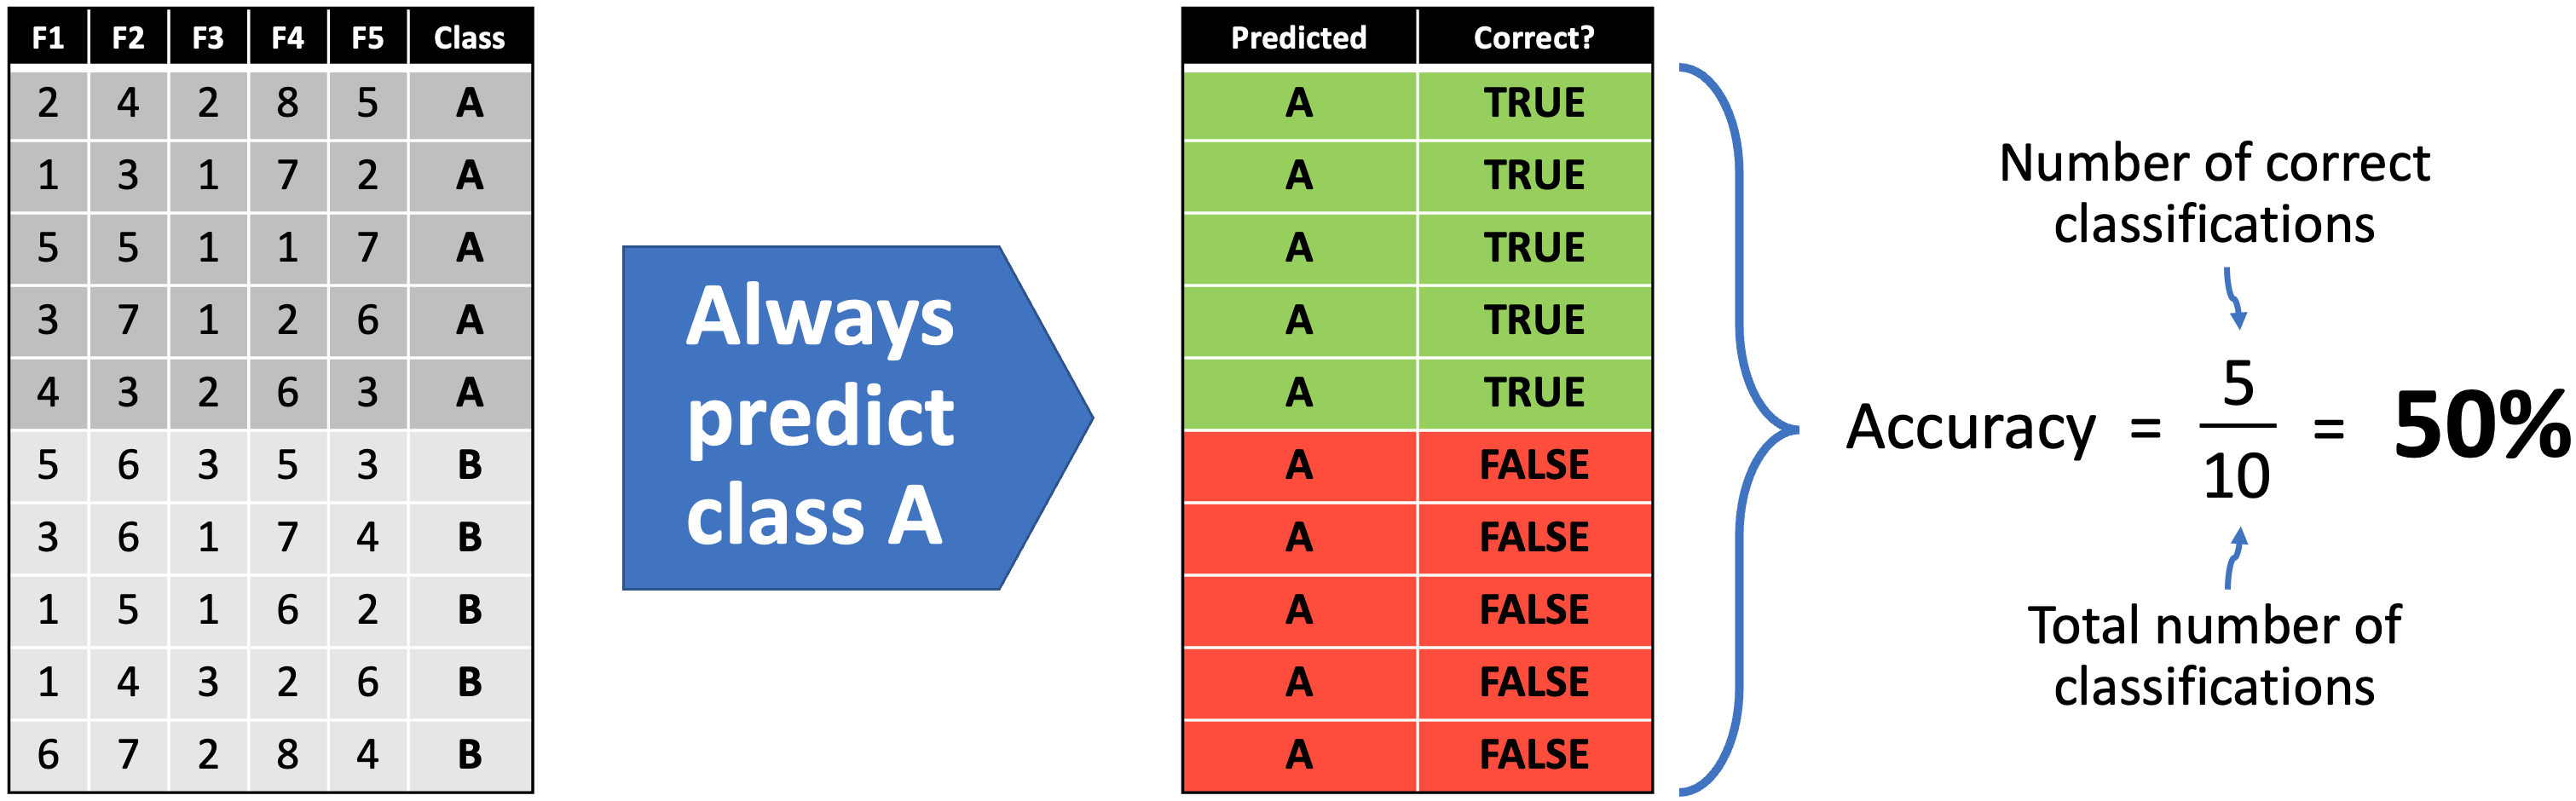 F1 F2 F3 F4 F5 Class
2 4 2 8 5 A
1 3 1 7 2 A
5 5 1 1 7 A
3 7 1 2 6 A
4 3 2 6 3 A
5 6 3 5 3 B
3 6 1 7 4 B
1 5 1 6 2 B
1 4 3 2 6 B
6 7 2 8 4 B
Always
predict
class A
Predicted Correct?
A TRUE
A TRUE
A TRUE
A TRUE
A TRUE
A FALSE
A FALSE
A FALSE
A FALSE
A FALSE
Number of correct
classifications
5
Accuracy = = 50%
10
Total number of
classifications